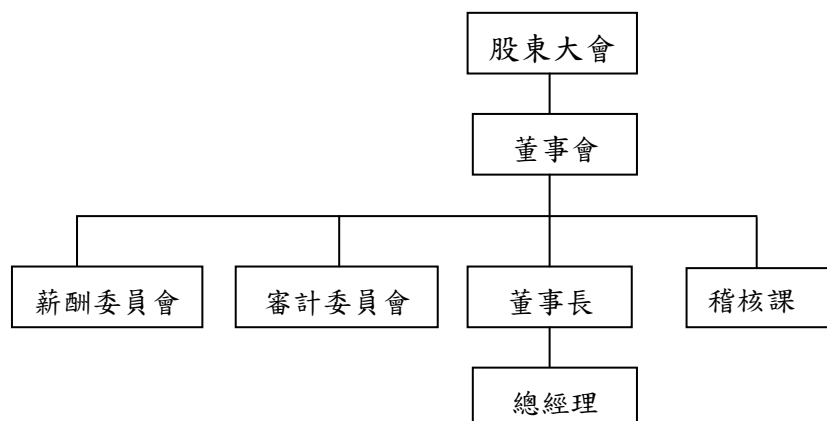 股東大會
董事會
薪酬委員會
審計委員會
董事長
稽核課
總經理